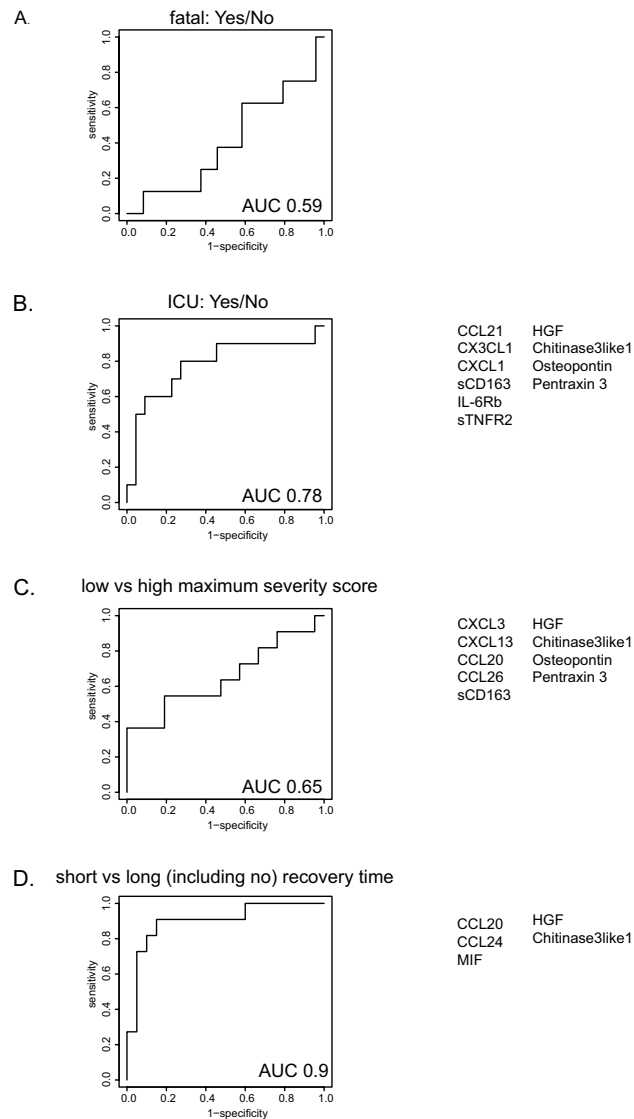 A.
fatal: Yes/No
sensitivity
0.0 0.2 0.4 0.6 0.8 1.0
AUC 0.59
0.0 0.2 0.4 0.6 0.8 1.0
1−specificity
B.
ICU: Yes/No
sensitivity
0.0 0.2 0.4 0.6 0.8 1.0
AUC 0.78
0.0 0.2 0.4 0.6 0.8 1.0
1−specificity
CCL21 HGF
CX3CL1 Chitinase3like1
CXCL1 Osteopontin
sCD163 Pentraxin 3
IL-6Rb
sTNFR2
C.
low vs high maximum severity score
sensitivity
0.0 0.2 0.4 0.6 0.8 1.0
AUC 0.65
0.0 0.2 0.4 0.6 0.8 1.0
1−specificity
CXCL3 HGF
CXCL13 Chitinase3like1
CCL20 Osteopontin
CCL26 Pentraxin 3
sCD163
D.
short vs long (including no) recovery time
sensitivity
0.0 0.2 0.4 0.6 0.8 1.0
AUC 0.9
0.0 0.2 0.4 0.6 0.8 1.0
1−specificity
CCL20 HGF
CCL24 Chitinase3like1
MIF